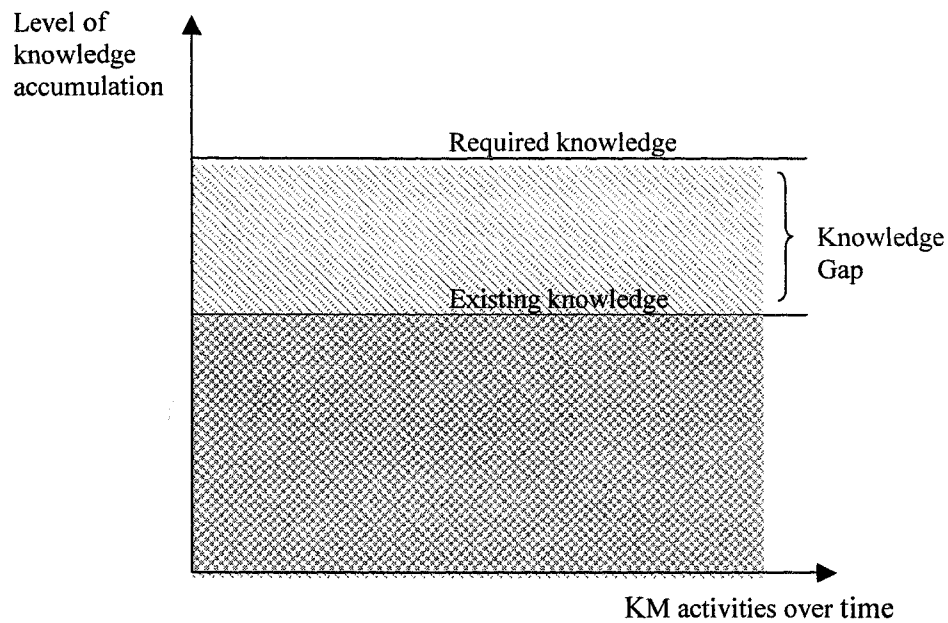 Level of
knowledge
accumulation
Required knowledge
Knowledge
Gap
Existing knowledge
KM activities over time